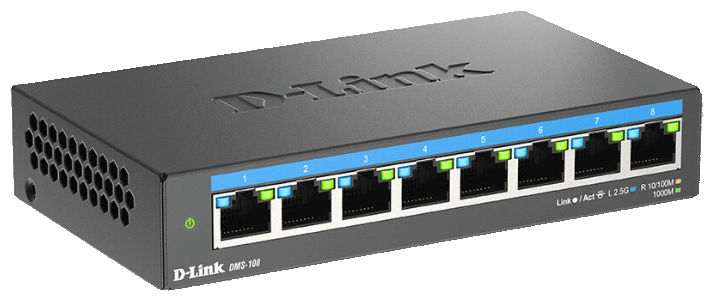 D-Link
1 2 3 4 5 6 7 8
Link / Act L 2.5G R 10/100M
1000M
D-Link DMS-108